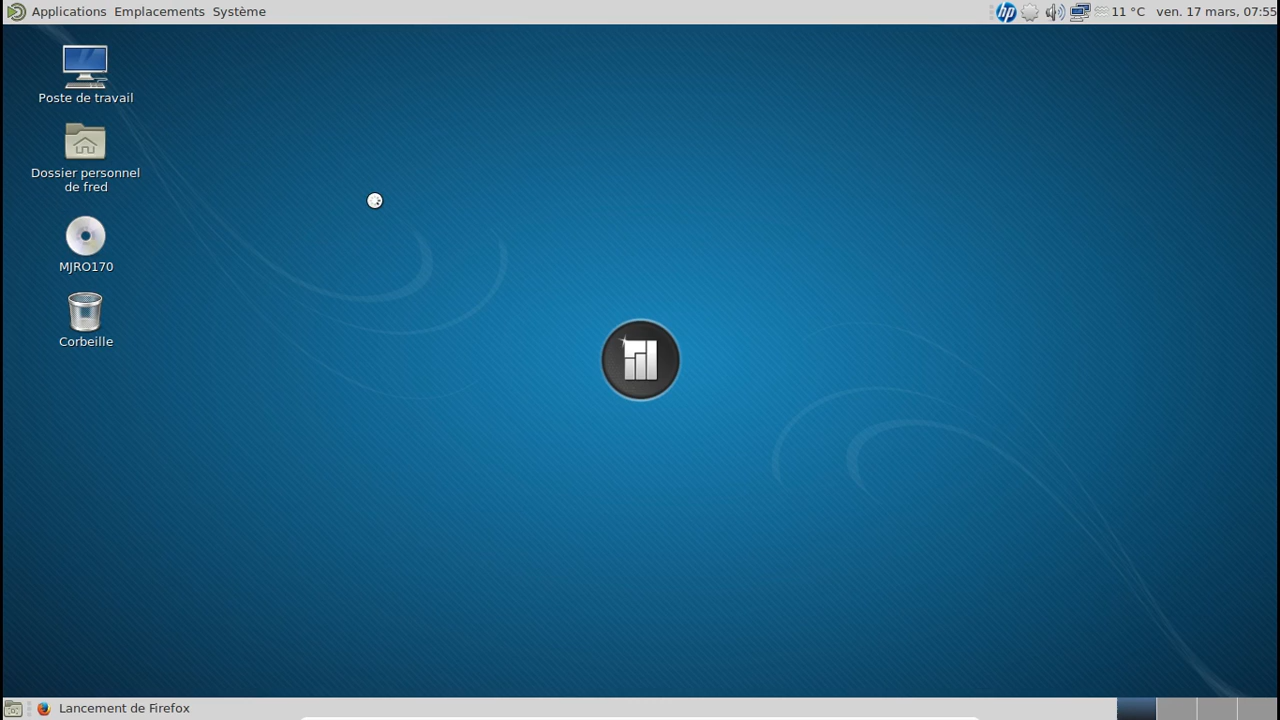 Applications Emplacements Système hp 11 °C ven. 17 mars, 07:55
Poste de travail
Dossier personnel
de fred
MJRO170
Corbeille
Lancement de Firefox